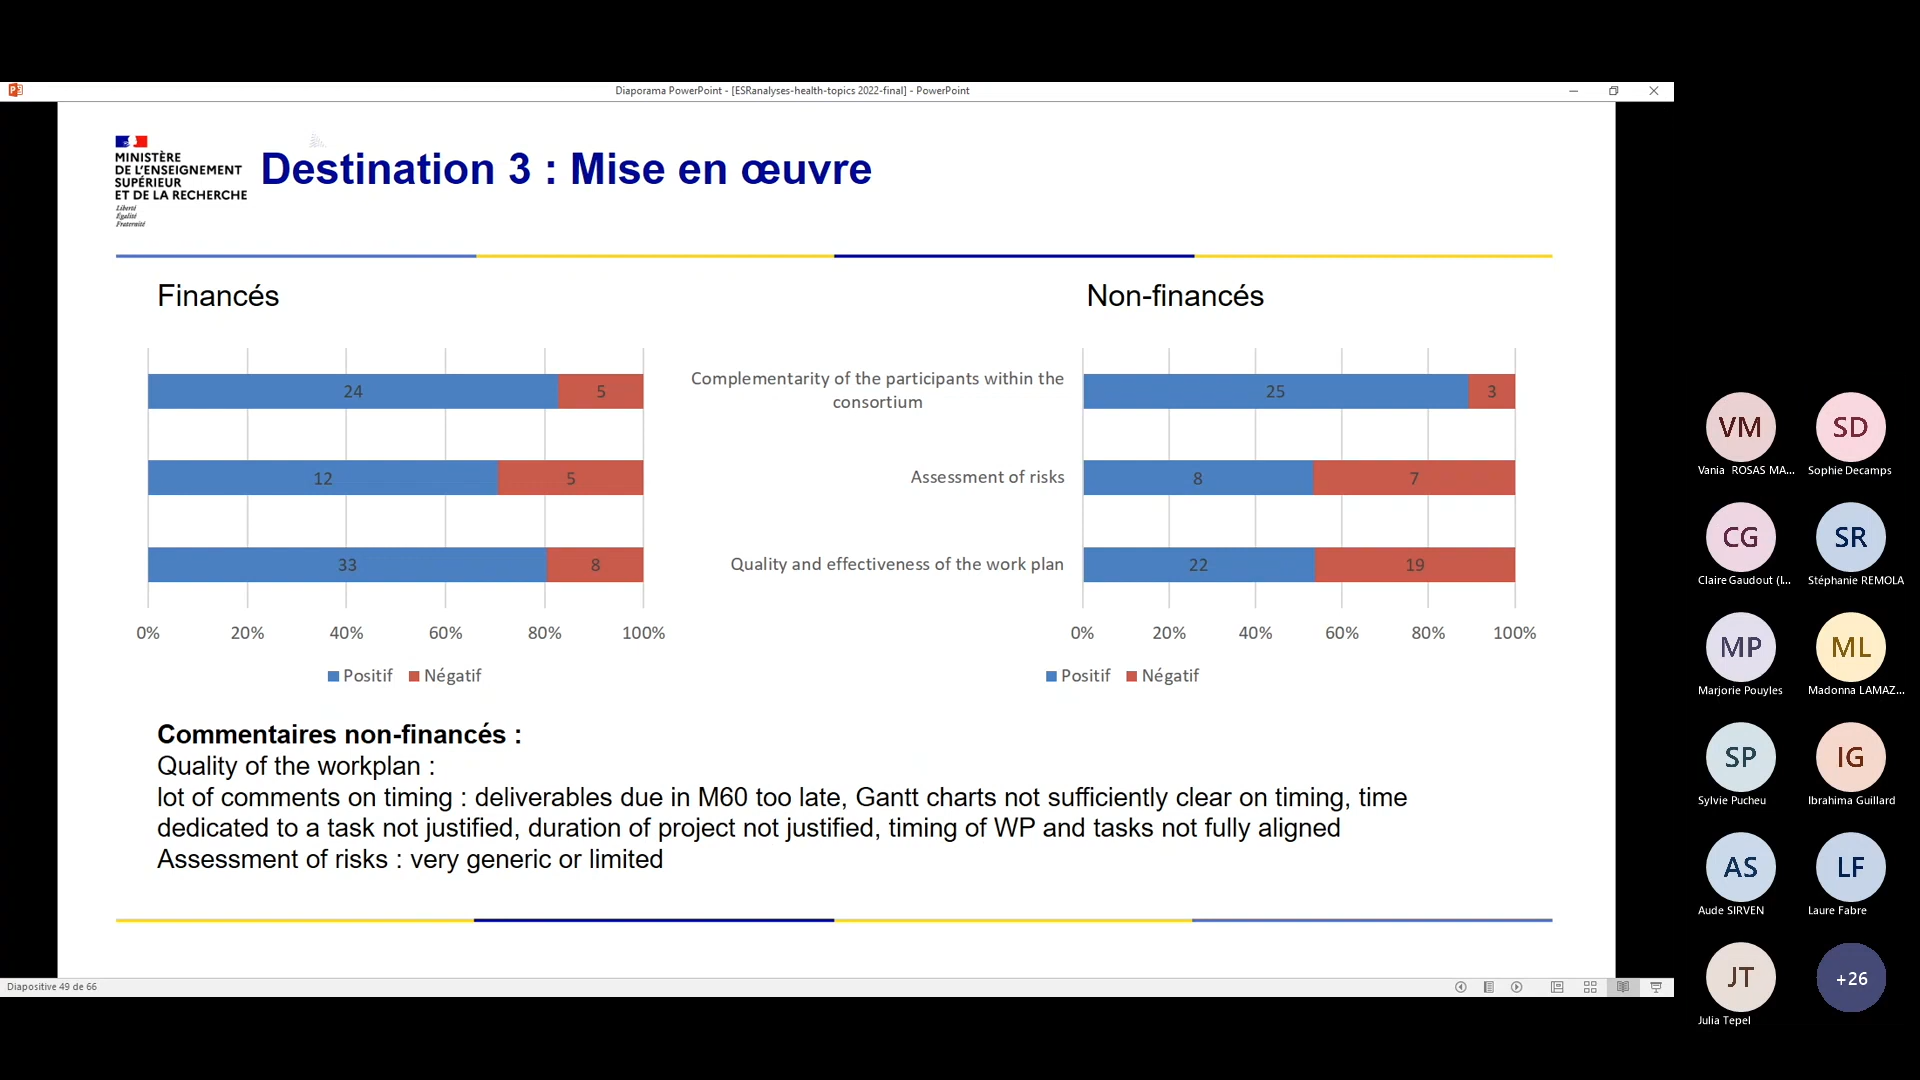 Diaporama PowerPoint - [ESRanalyses-health-topics 2022-final] - PowerPoint
MINISTÈRE
DE L'ENSEIGNEMENT
SUPÉRIEUR
ET DE LA RECHERCHE
Liberté
Égalité
Fraternité
Destination 3 : Mise en œuvre
Financés
Non-financés
24 5
Complementarity of the participants within the
consortium
25 3
12 5
Assessment of risks
8 7
33 8
Quality and effectiveness of the work plan
22 19
0% 20% 40% 60% 80% 100%
0% 20% 40% 60% 80% 100%
Positif Négatif
Positif Négatif
Commentaires non-financés :
Quality of the workplan :
lot of comments on timing : deliverables due in M60 too late, Gantt charts not sufficiently clear on timing, time
dedicated to a task not justified, duration of project not justified, timing of WP and tasks not fully aligned
Assessment of risks : very generic or limited
Diapositive 49 de 66
VM SD
Vania ROSAS MA... Sophie Decamps
CG SR
Claire Gaudout (I... Stéphanie REMOLA
MP ML
Marjorie Pouyles Madonna LAMAZ...
SP IG
Sylvie Pucheu Ibrahima Guillard
AS LF
Aude SIRVEN Laure Fabre
JT +26
Julia Tepel